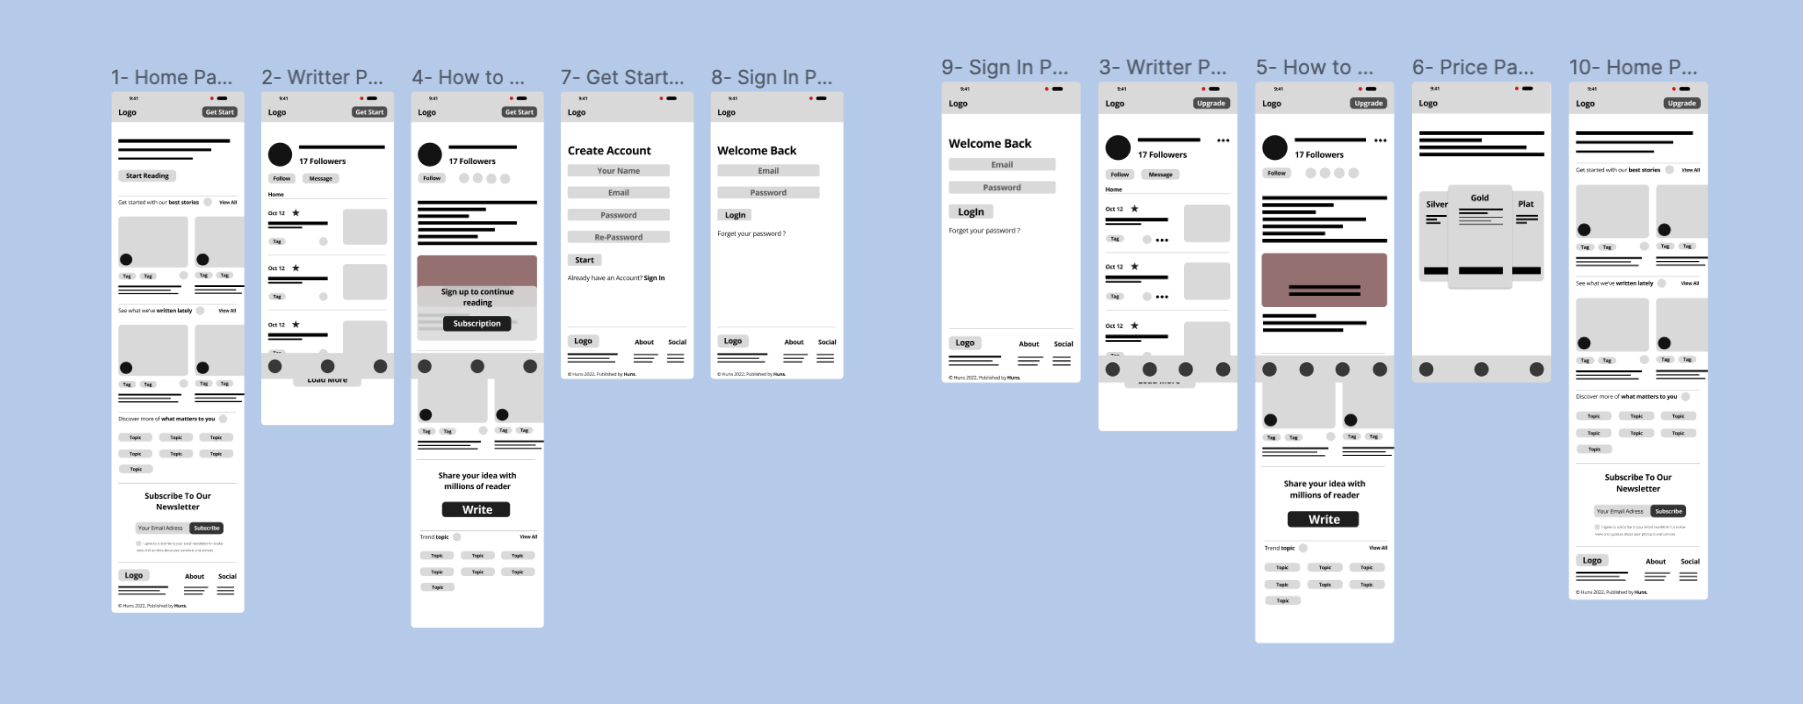 1- Home Pa...
9:41
Logo
Get Start
Start Reading
Get started with our best stories
View All
Tag Tag Tag Tag
See what we've written lately
View All
Tag Tag Tag Tag
Discover more of what matters to you
Topic Topic Topic
Topic Topic Topic
Topic
Subscribe To Our
Newsletter
Your Email Adress
Subscribe
Logo
About
Social
© Huns 2022, Published by Huns.
2- Writter P...
9:41
Logo
Get Start
17 Followers
Follow
Message
Home
Oct 12
Tag
Oct 12
Tag
Oct 12
Tag
Load More
4- How to ...
9:41
Logo
Get Start
17 Followers
Follow
Sign up to continue
reading
Subscription
Tag Tag Tag Tag
Share your idea with
millions of reader
Write
Trend topic
View All
Topic Topic Topic
Topic Topic Topic
Topic
7- Get Start...
9:41
Logo
Create Account
Your Name
Email
Password
Re-Password
Start
Already have an Account? Sign In
Logo
About
Social
© Huns 2022, Published by Huns.
8- Sign In P...
9:41
Logo
Welcome Back
Email
Password
LogIn
Forget your password ?
Logo
About
Social
© Huns 2022, Published by Huns.
9- Sign In P...
9:41
Logo
Welcome Back
Email
Password
LogIn
Forget your password ?
Logo
About
Social
© Huns 2022, Published by Huns.
3- Writter P...
9:41
Logo
Upgrade
17 Followers
Follow
Message
Home
Oct 12
Tag
Oct 12
Tag
Oct 12
Tag
5- How to ...
9:41
Logo
Upgrade
17 Followers
Follow
Tag Tag Tag Tag
Share your idea with
millions of reader
Write
Trend topic
View All
Topic Topic Topic
Topic Topic Topic
Topic
6- Price Pa...
9:41
Logo
Silver
Gold
Plat
10- Home P...
9:41
Logo
Upgrade
Get started with our best stories
View All
Tag Tag Tag Tag
See what we've written lately
View All
Tag Tag Tag Tag
Discover more of what matters to you
Topic Topic Topic
Topic Topic Topic
Topic
Subscribe To Our
Newsletter
Your Email Adress
Subscribe
Logo
About
Social
© Huns 2022, Published by Huns.